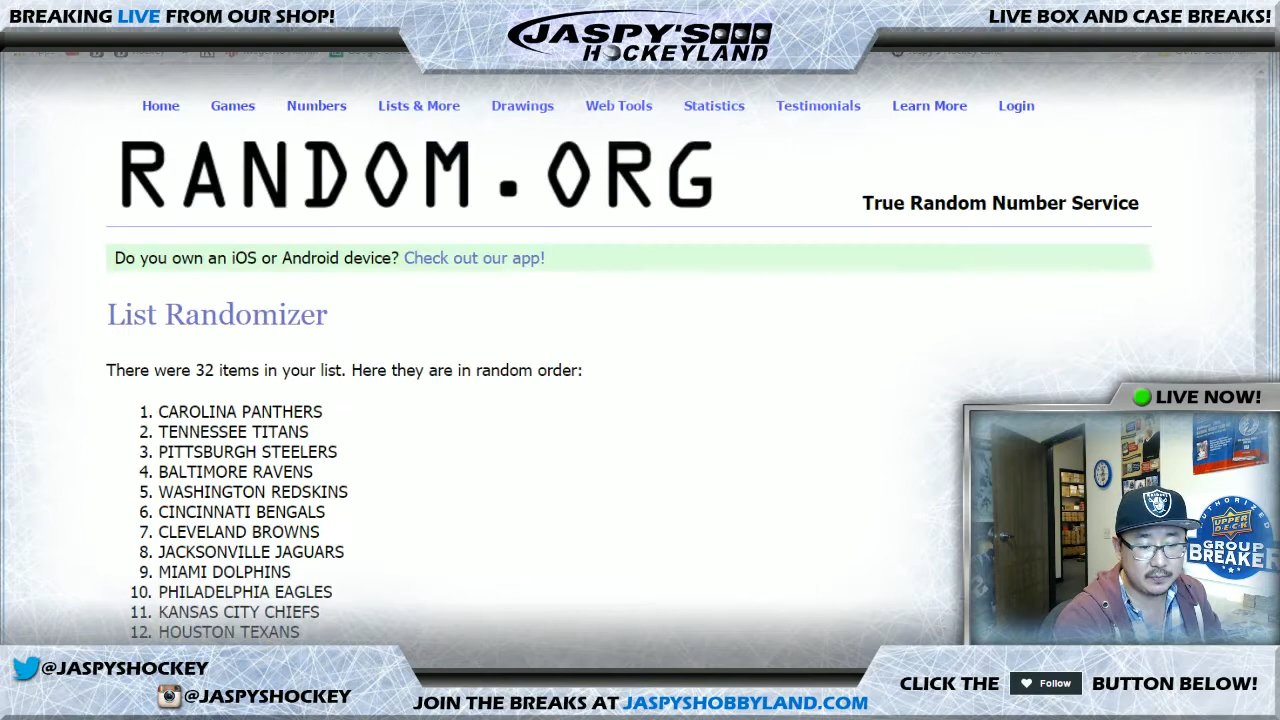 BREAKING LIVE FROM OUR SHOP!
JASPY'S
HOCKEYLAND
LIVE BOX AND CASE BREAKS!
Home Games Numbers Lists & More Drawings Web Tools Statistics Testimonials Learn More Login
RANDOM.ORG
True Random Number Service
Do you own an iOS or Android device? Check out our app!
List Randomizer
There were 32 items in your list. Here they are in random order:
1. CAROLINA PANTHERS
2. TENNESSEE TITANS
3. PITTSBURGH STEELERS
4. BALTIMORE RAVENS
5. WASHINGTON REDSKINS
6. CINCINNATI BENGALS
7. CLEVELAND BROWNS
8. JACKSONVILLE JAGUARS
9. MIAMI DOLPHINS
10. PHILADELPHIA EAGLES
11. KANSAS CITY CHIEFS
12. HOUSTON TEXANS
LIVE NOW!
AUTHORIZED
UPPER DECK
GROUP
BREAKER
@JASPYSHOCKEY
@JASPYSHOCKEY
JOIN THE BREAKS AT JASPYSHOBBYLAND.COM
CLICK THE Follow BUTTON BELOW!